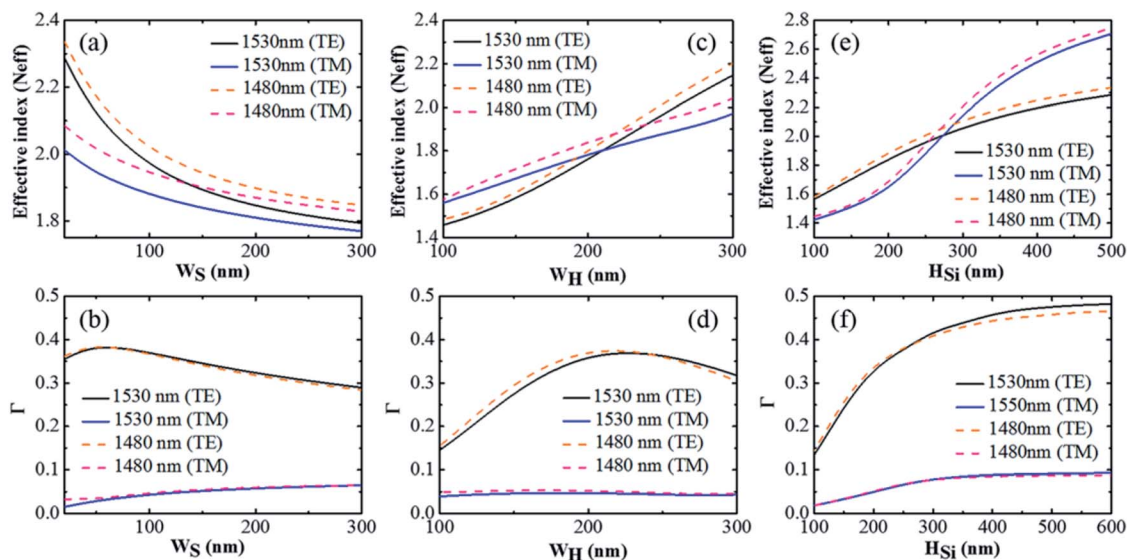 (a)
1530nm (TE)
1530nm (TM)
1480nm (TE)
1480nm (TM)
Effective index (Neff)
2.4
2.2
2.0
1.8
100 200 300
W_S (nm)
(c)
1530 nm (TE)
1530 nm (TM)
1480 nm (TE)
1480 nm (TM)
Effective index (Neff)
2.4
2.2
2.0
1.8
1.6
1.4
100 200 300
W_H (nm)
(e)
1530 nm (TE)
1530 nm (TM)
1480 nm (TE)
1480 nm (TM)
Effective index (Neff)
2.8
2.6
2.4
2.2
2.0
1.8
1.6
1.4
100 200 300 400 500
H_Si (nm)
(b)
1530 nm (TE)
1530 nm (TM)
1480 nm (TE)
1480 nm (TM)
Γ
0.5
0.4
0.3
0.2
0.1
0.0
100 200 300
W_S (nm)
(d)
1530 nm (TE)
1530 nm (TM)
1480 nm (TE)
1480 nm (TM)
Γ
0.5
0.4
0.3
0.2
0.1
0.0
100 200 300
W_H (nm)
(f)
1530nm (TE)
1550nm (TM)
1480nm (TE)
1480 nm (TM)
Γ
0.5
0.4
0.3
0.2
0.1
0.0
100 200 300 400 500 600
H_Si (nm)